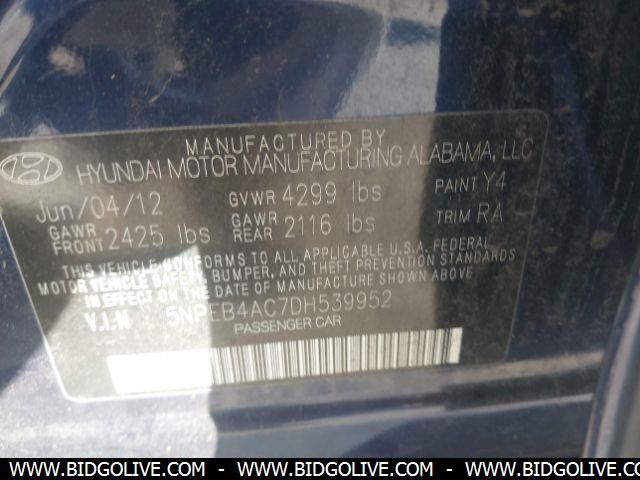 MANUFACTURED BY
HYUNDAI MOTOR MANUFACTURING ALABAMA, LLC
Jun/04/12 GVWR 4299 lbs PAINT Y4
GAWR FRONT 2425 lbs GAWR REAR 2116 lbs TRIM RA
THIS VEHICLE CONFORMS TO ALL APPLICABLE U.S.A. FEDERAL
MOTOR VEHICLE SAFETY, BUMPER, AND THEFT PREVENTION STANDARDS
IN EFFECT ON THE DATE OF MANUFACTURE SHOWN ABOVE
V.I.N 5NPEB4AC7DH539952
PASSENGER CAR
WWW.BIDGOLIVE.COM - WWW.BIDGOLIVE.COM - WWW.BIDGOLIVE.COM